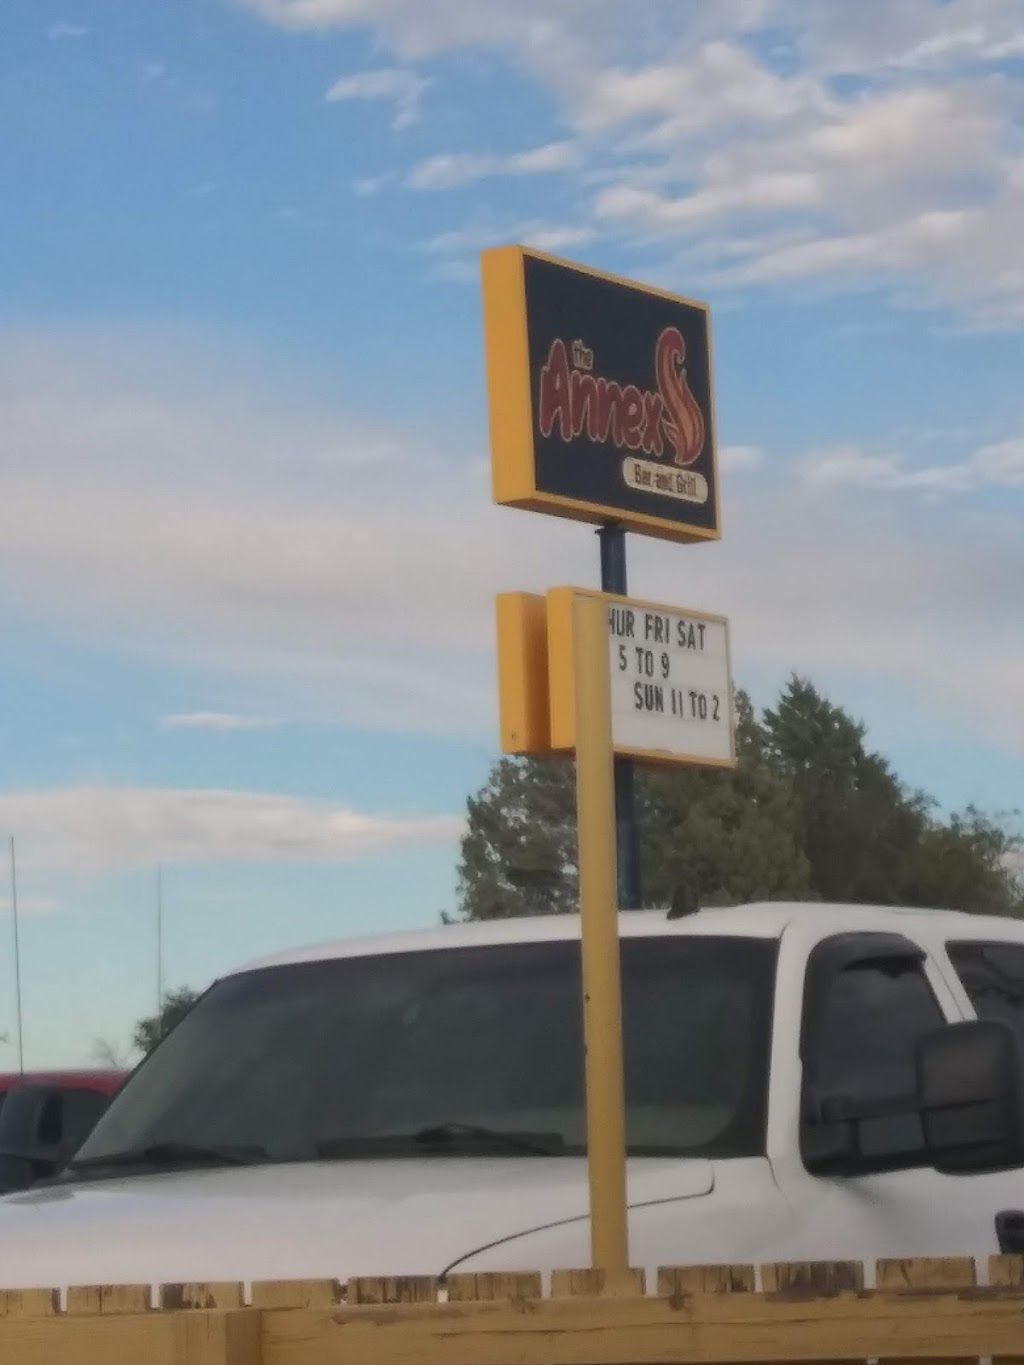 the
Annex
Bar and Grill
HUR FRI SAT
5 TO 9
SUN 11 TO 2